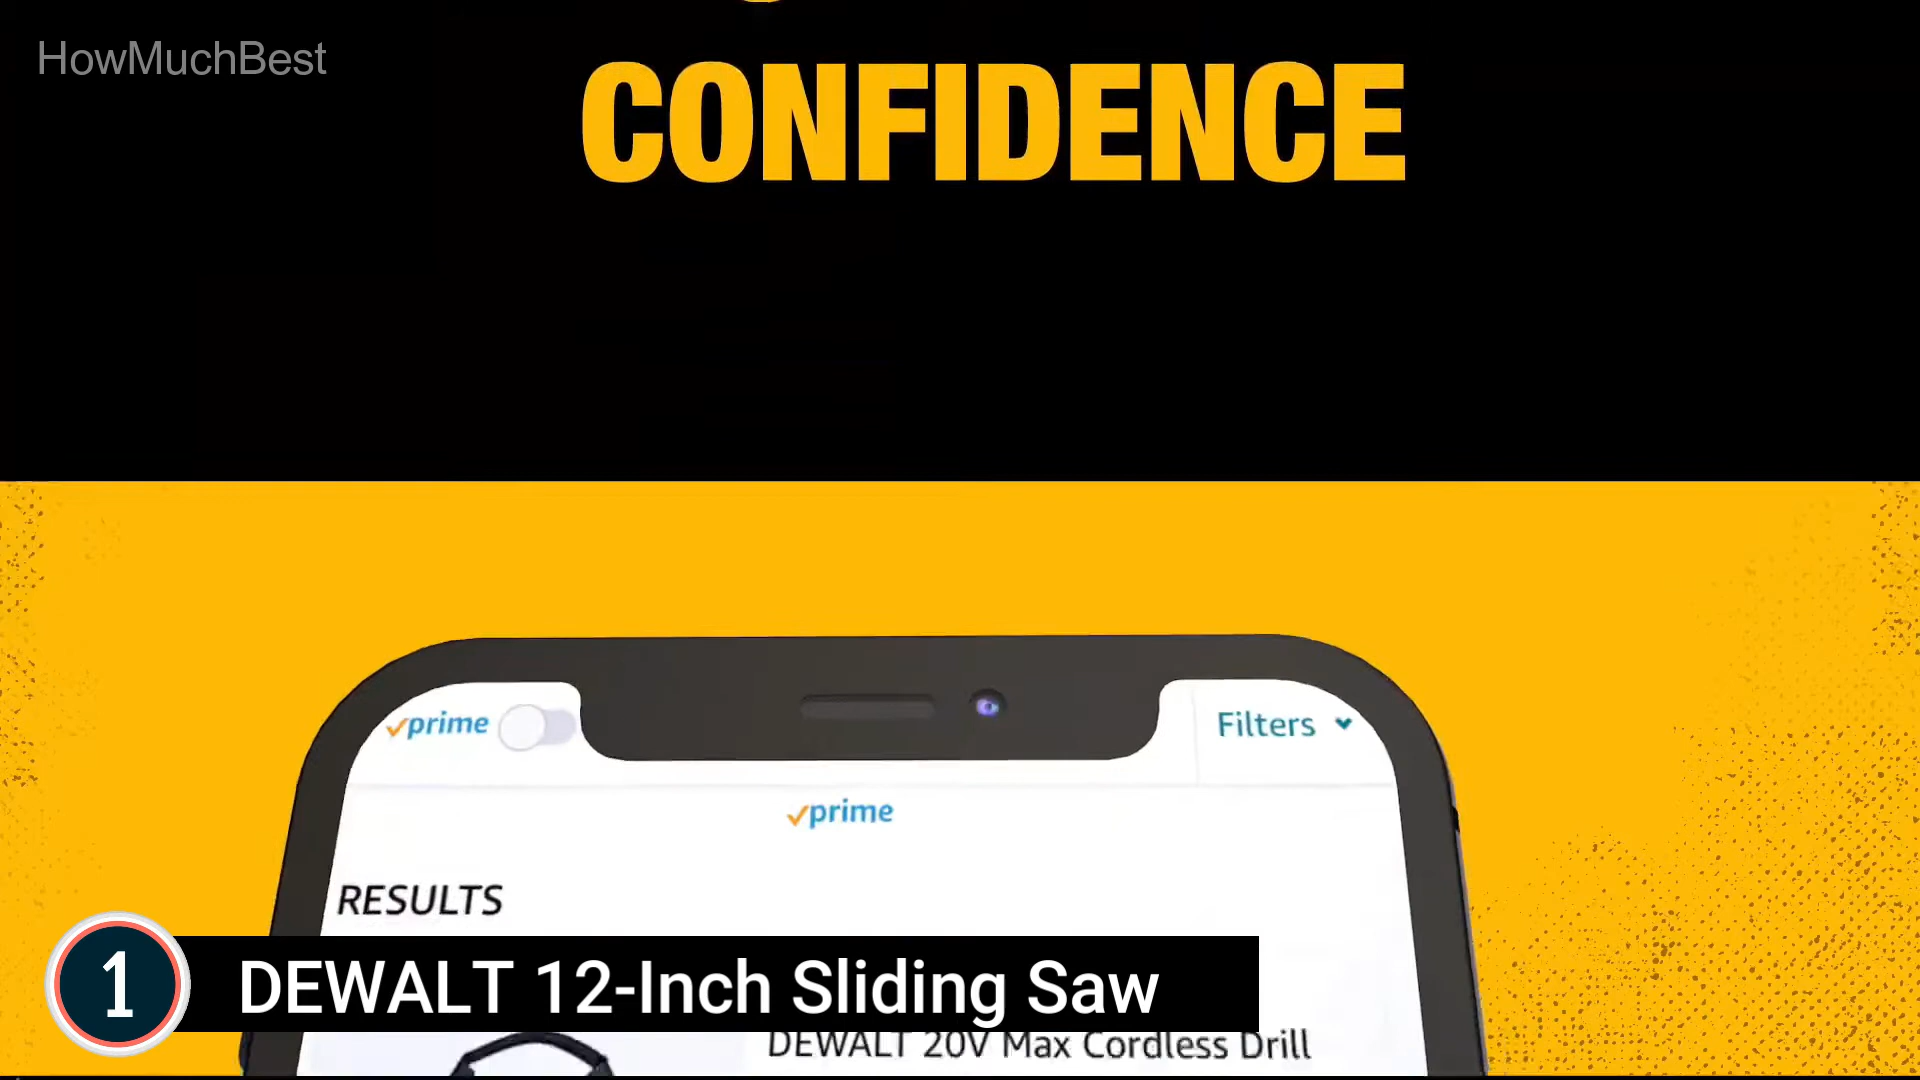 HowMuchBest
CONFIDENCE
prime
Filters
prime
RESULTS
1
DEWALT 12-Inch Sliding Saw
DEWALT 20V Max Cordless Drill